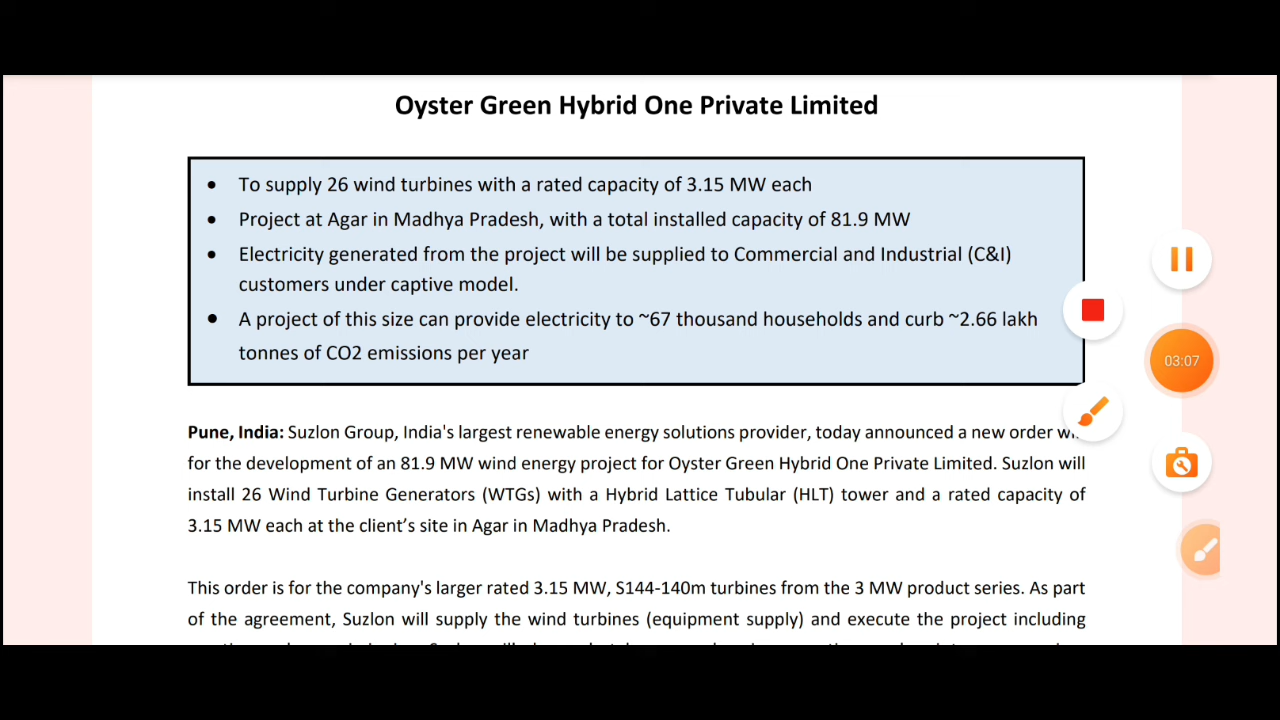 Oyster Green Hybrid One Private Limited
• To supply 26 wind turbines with a rated capacity of 3.15 MW each
• Project at Agar in Madhya Pradesh, with a total installed capacity of 81.9 MW
• Electricity generated from the project will be supplied to Commercial and Industrial (C&I)
customers under captive model.
• A project of this size can provide electricity to ~67 thousand households and curb ~2.66 lakh
tonnes of CO2 emissions per year
03:07
Pune, India: Suzlon Group, India's largest renewable energy solutions provider, today announced a new order
for the development of an 81.9 MW wind energy project for Oyster Green Hybrid One Private Limited. Suzlon will
install 26 Wind Turbine Generators (WTGs) with a Hybrid Lattice Tubular (HLT) tower and a rated capacity of
3.15 MW each at the client’s site in Agar in Madhya Pradesh.
This order is for the company's larger rated 3.15 MW, S144-140m turbines from the 3 MW product series. As part
of the agreement, Suzlon will supply the wind turbines (equipment supply) and execute the project including